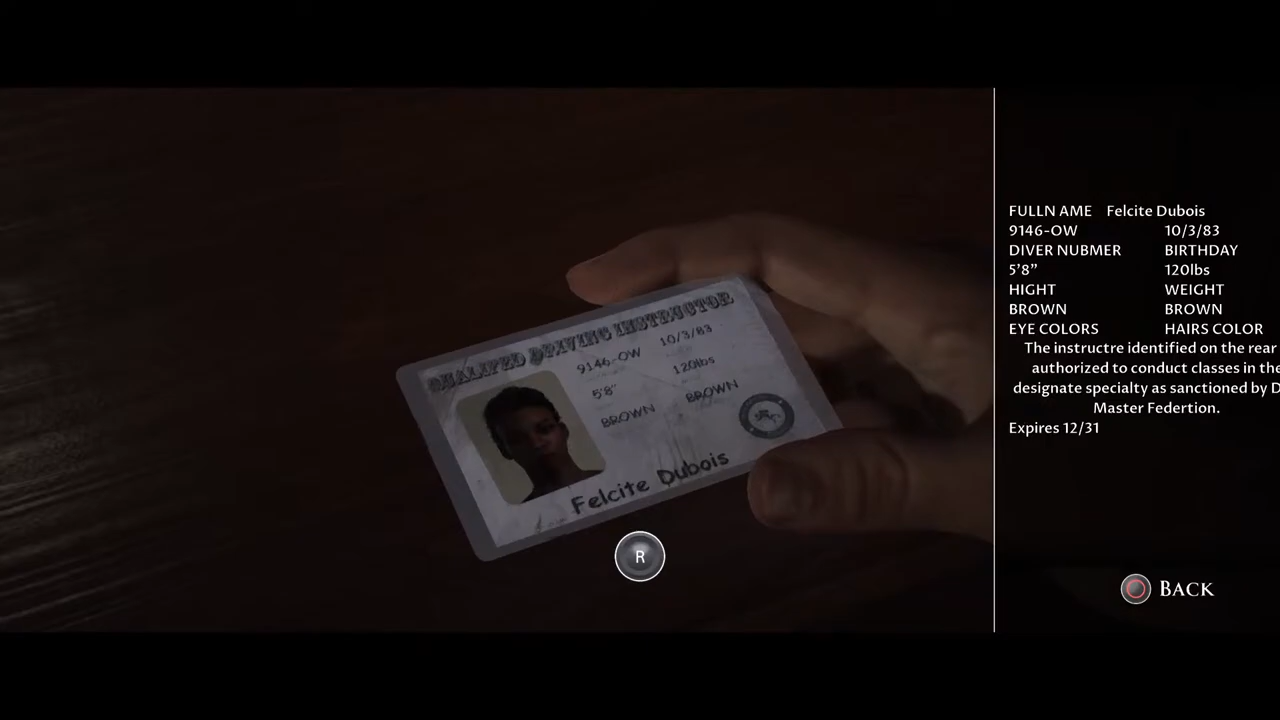 QUALIFED DRIVING INSTRUCTOR
9146-OW 10/3/83
5'8" 120lbs
BROWN BROWN
Felcite Dubois
R
FULLN AME Felcite Dubois
9146-OW 10/3/83
DIVER NUBMER BIRTHDAY
5'8" 120lbs
HIGHT WEIGHT
BROWN BROWN
EYE COLORS HAIRS COLOR
The instructre identified on the rear
authorized to conduct classes in the
designate specialty as sanctioned by D
Master Federtion.
Expires 12/31
BACK